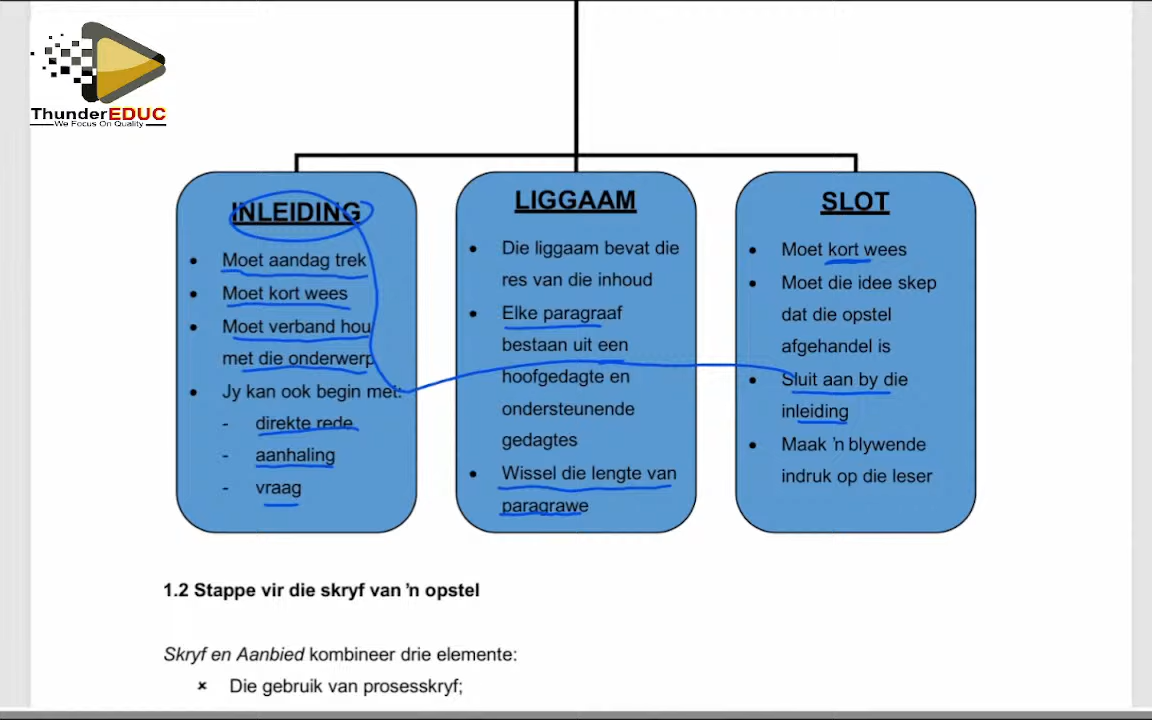 ThunderEDUC
We Focus On Quality
INLEIDING
• Moet aandag trek
• Moet kort wees
• Moet verband hou
met die onderwerp
• Jy kan ook begin met:
- direkte rede
- aanhaling
- vraag
LIGGAAM
• Die liggaam bevat die
res van die inhoud
• Elke paragraaf
bestaan uit een
hoofgedagte en
ondersteunende
gedagtes
• Wissel die lengte van
paragrawe
SLOT
• Moet kort wees
• Moet die idee skep
dat die opstel
afgehandel is
• Sluit aan by die
inleiding
• Maak 'n blywende
indruk op die leser
1.2 Stappe vir die skryf van 'n opstel
Skryf en Aanbied kombineer drie elemente:
× Die gebruik van prosesskryf;